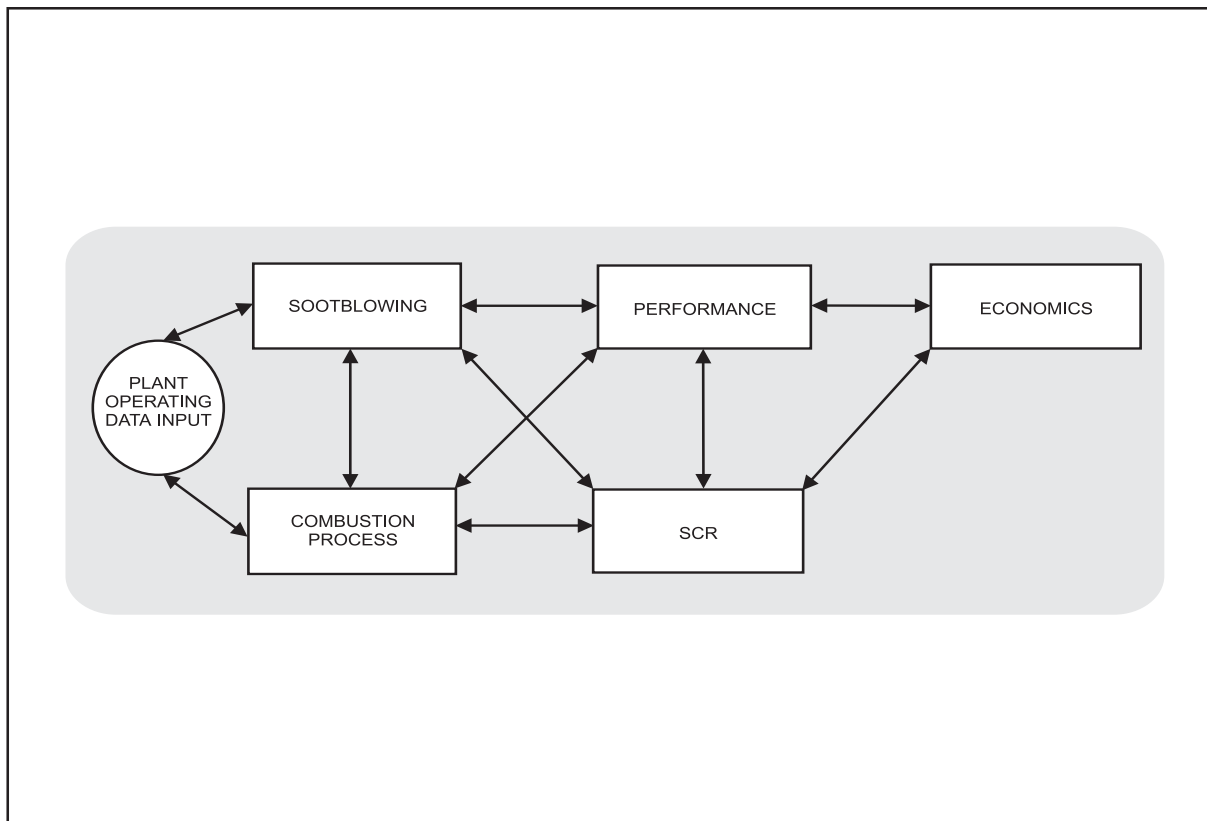 SOOTBLOWING
PERFORMANCE
ECONOMICS
PLANT
OPERATING
DATA INPUT
COMBUSTION
PROCESS
SCR